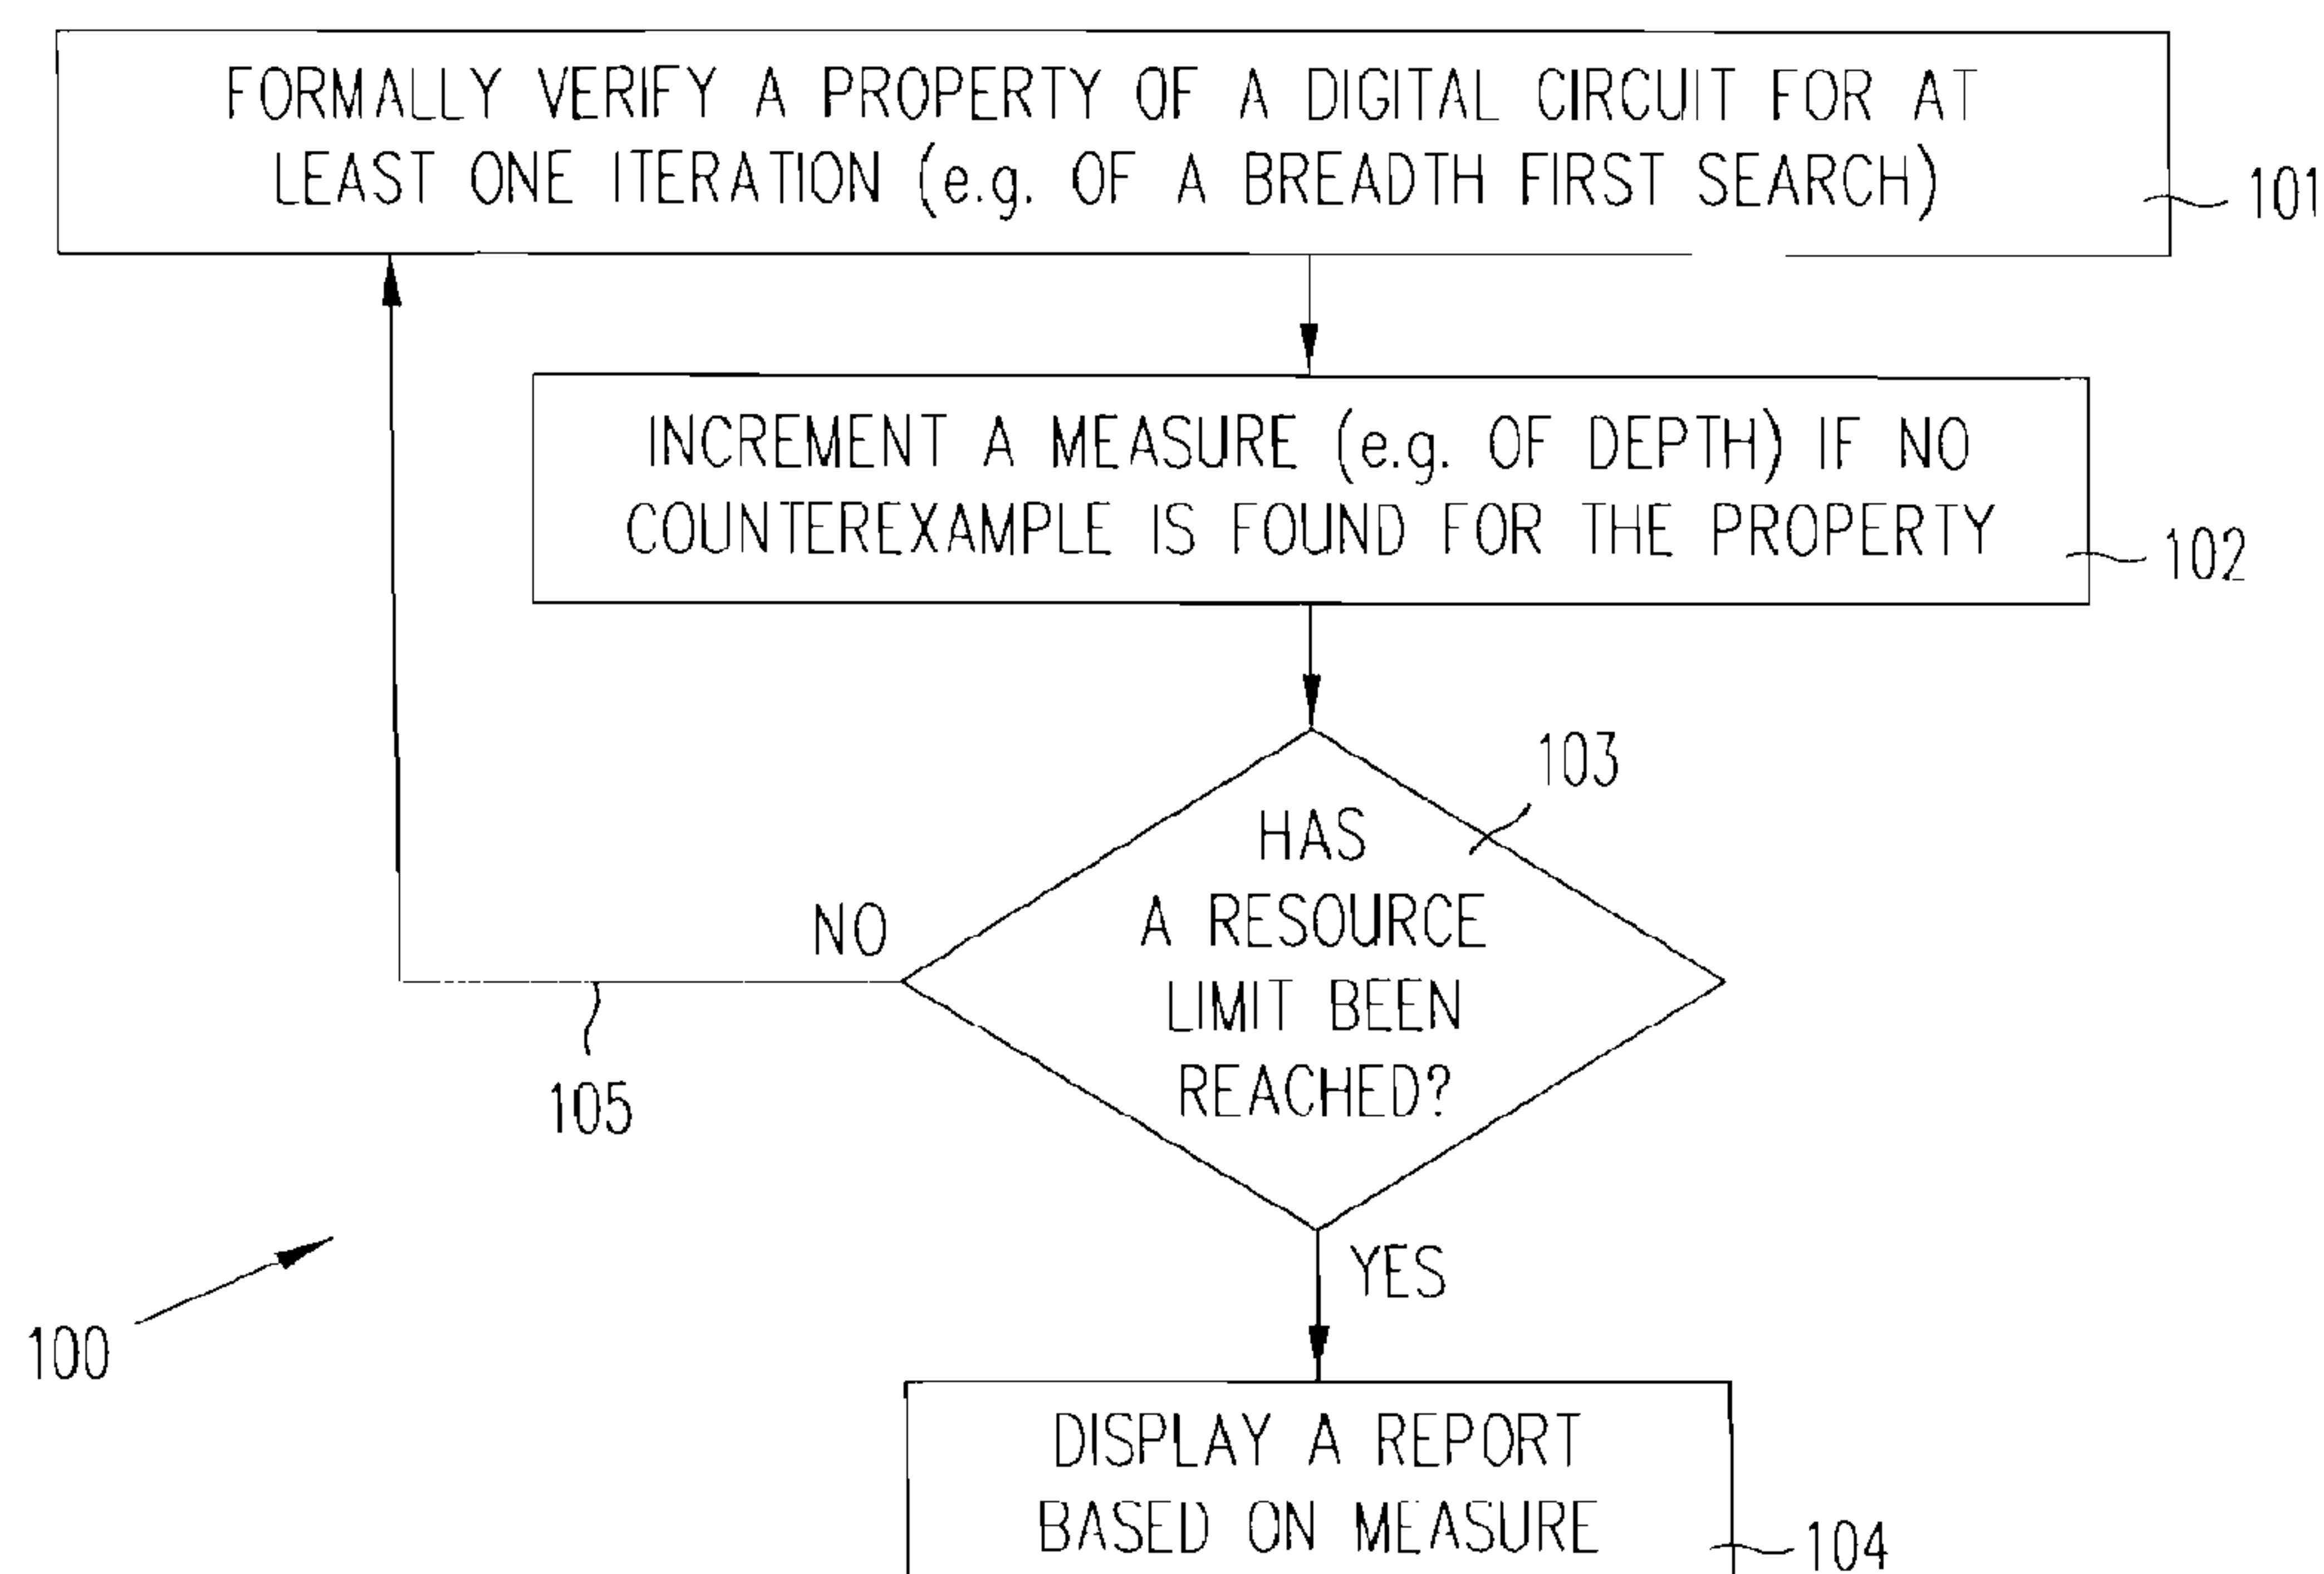 FORMALLY VERIFY A PROPERTY OF A DIGITAL CIRCUIT FOR AT
LEAST ONE ITERATION (e.g. OF A BREADTH FIRST SEARCH)
101
INCREMENT A MEASURE (e.g. OF DEPTH) IF NO
COUNTEREXAMPLE IS FOUND FOR THE PROPERTY
102
103
HAS
A RESOURCE
LIMIT BEEN
REACHED?
NO
105
YES
100
DISPLAY A REPORT
BASED ON MEASURE
104